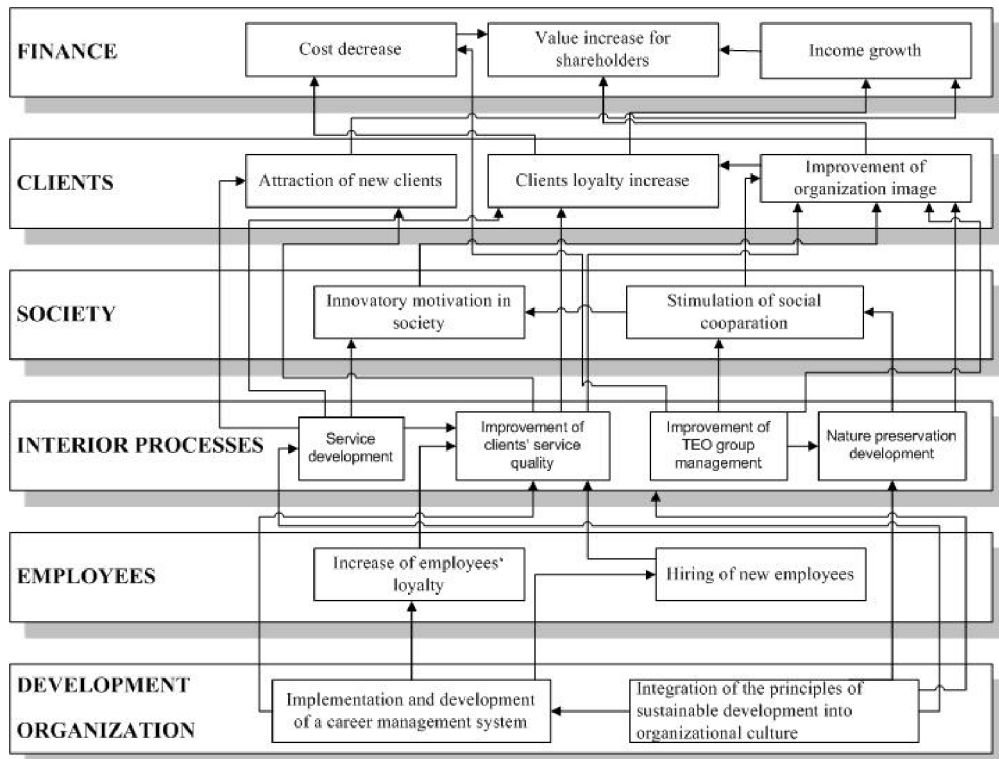 FINANCE
Cost decrease
Value increase for
shareholders
Income growth
CLIENTS
Attraction of new clients
Clients loyalty increase
Improvement of
organization image
SOCIETY
Innovatory motivation in
society
Stimulation of social
cooparation
INTERIOR PROCESSES
Service
development
Improvement of
clients' service
quality
Improvement of
TEO group
management
Nature preservation
development
EMPLOYEES
Increase of employees'
loyalty
Hiring of new employees
DEVELOPMENT
ORGANIZATION
Implementation and development
of a career management system
Integration of the principles of
sustainable development into
organizational culture